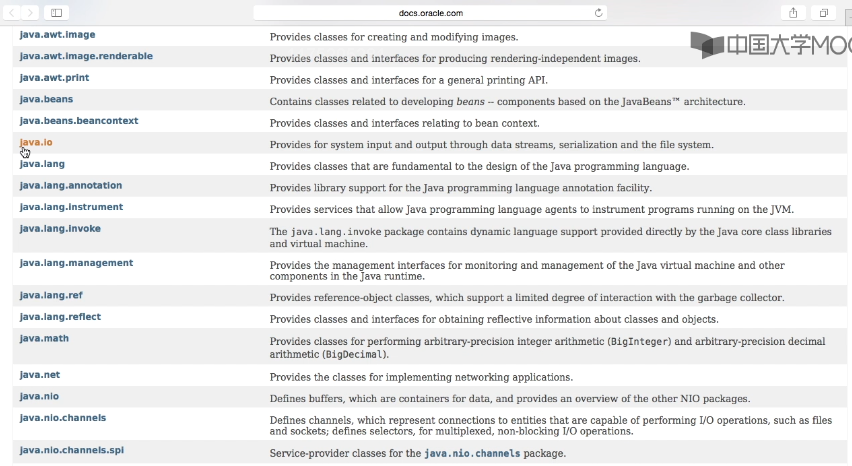 docs.oracle.com
中国大学MOO
java.awt.image Provides classes for creating and modifying images.
java.awt.image.renderable Provides classes and interfaces for producing rendering-independent images.
java.awt.print Provides classes and interfaces for a general printing API.
java.beans Contains classes related to developing beans -- components based on the JavaBeans™ architecture.
java.beans.beancontext Provides classes and interfaces relating to bean context.
java.io Provides for system input and output through data streams, serialization and the file system.
java.lang Provides classes that are fundamental to the design of the Java programming language.
java.lang.annotation Provides library support for the Java programming language annotation facility.
java.lang.instrument Provides services that allow Java programming language agents to instrument programs running on the JVM.
java.lang.invoke The java.lang.invoke package contains dynamic language support provided directly by the Java core class libraries
and virtual machine.
java.lang.management Provides the management interfaces for monitoring and management of the Java virtual machine and other
components in the Java runtime.
java.lang.ref Provides reference-object classes, which support a limited degree of interaction with the garbage collector.
java.lang.reflect Provides classes and interfaces for obtaining reflective information about classes and objects.
java.math Provides classes for performing arbitrary-precision integer arithmetic (BigInteger) and arbitrary-precision decimal
arithmetic (BigDecimal).
java.net Provides the classes for implementing networking applications.
java.nio Defines buffers, which are containers for data, and provides an overview of the other NIO packages.
java.nio.channels Defines channels, which represent connections to entities that are capable of performing I/O operations, such as files
and sockets; defines selectors, for multiplexed, non-blocking I/O operations.
java.nio.channels.spi Service-provider classes for the java.nio.channels package.